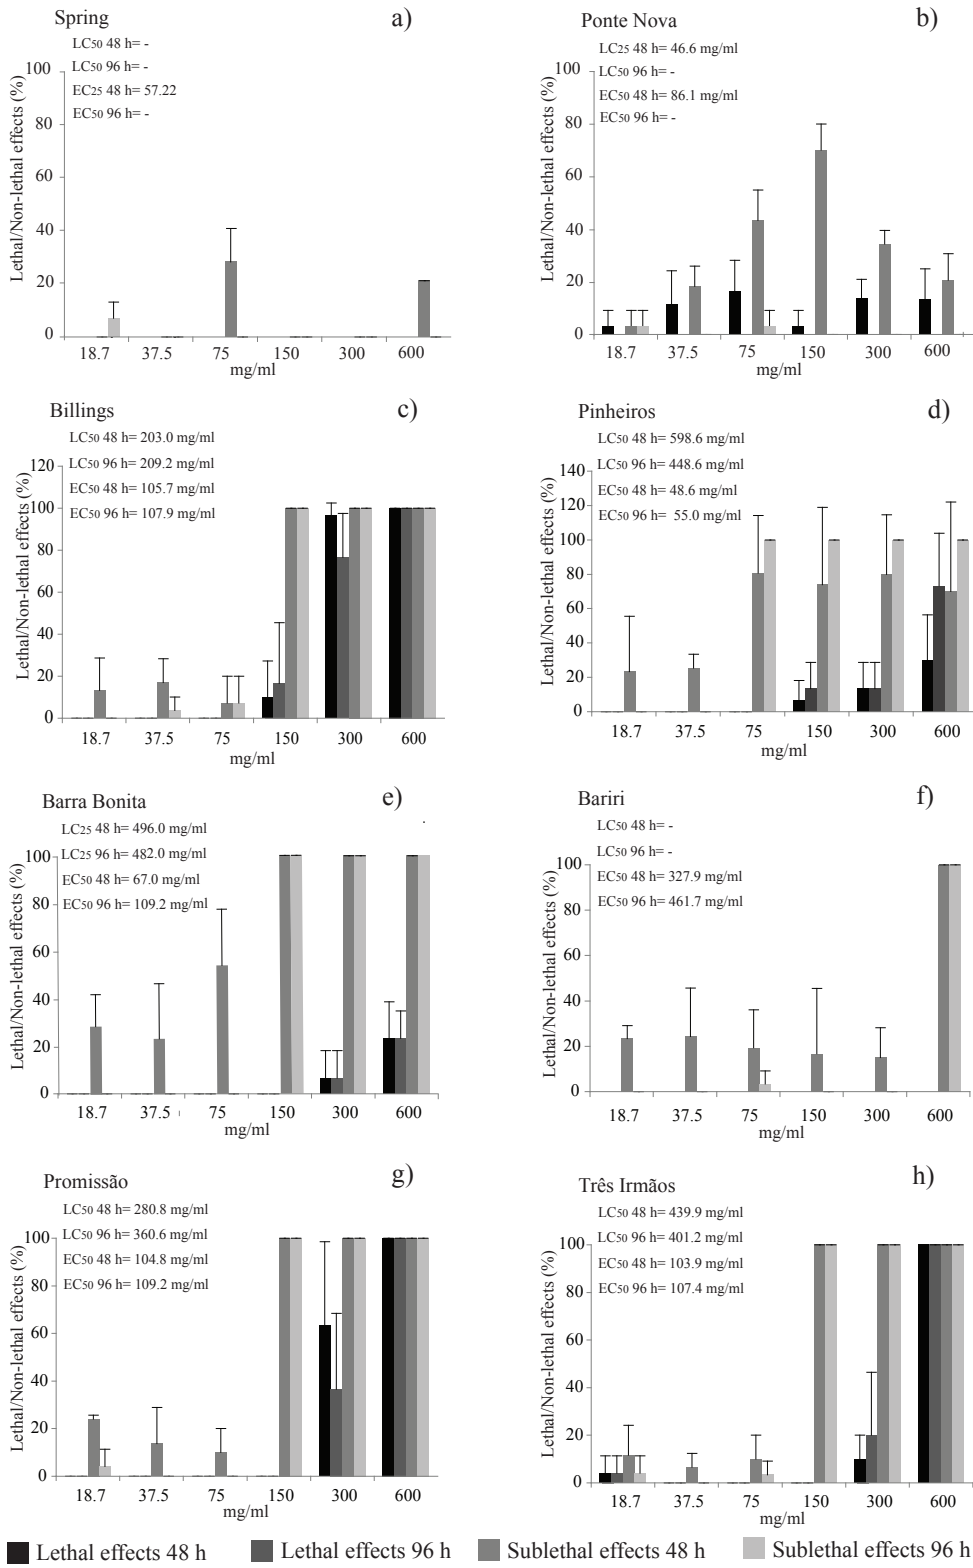 Spring
a)
LC50 48 h= -
LC50 96 h= -
EC25 48 h= 57.22
EC50 96 h= -
Lethal/Non-lethal effects (%)
100
80
60
40
20
0
18.7 37.5 75 150 300 600
mg/ml
Ponte Nova
b)
LC25 48 h= 46.6 mg/ml
LC50 96 h= -
EC50 48 h= 86.1 mg/ml
EC50 96 h= -
Lethal/Non-lethal effects (%)
100
80
60
40
20
0
18.7 37.5 75 150 300 600
mg/ml
Billings
c)
LC50 48 h= 203.0 mg/ml
LC50 96 h= 209.2 mg/ml
EC50 48 h= 105.7 mg/ml
EC50 96 h= 107.9 mg/ml
Lethal/Non-lethal effects (%)
120
100
80
60
40
20
0
18.7 37.5 75 150 300 600
mg/ml
Pinheiros
d)
LC50 48 h= 598.6 mg/ml
LC50 96 h= 448.6 mg/ml
EC50 48 h= 48.6 mg/ml
EC50 96 h= 55.0 mg/ml
Lethal/Non-lethal effects (%)
140
120
100
80
60
40
20
0
18.7 37.5 75 150 300 600
mg/ml
Barra Bonita
e)
LC25 48 h= 496.0 mg/ml
LC25 96 h= 482.0 mg/ml
EC50 48 h= 67.0 mg/ml
EC50 96 h= 109.2 mg/ml
Lethal/Non-lethal effects (%)
100
80
60
40
20
0
18.7 37.5 75 150 300 600
mg/ml
Bariri
f)
LC50 48 h= -
LC50 96 h= -
EC50 48 h= 327.9 mg/ml
EC50 96 h= 461.7 mg/ml
Lethal/Non-lethal effects (%)
100
80
60
40
20
0
18.7 37.5 75 150 300 600
mg/ml
Promissão
g)
LC50 48 h= 280.8 mg/ml
LC50 96 h= 360.6 mg/ml
EC50 48 h= 104.8 mg/ml
EC50 96 h= 109.2 mg/ml
Lethal/Non-lethal effects (%)
100
80
60
40
20
0
18.7 37.5 75 150 300 600
mg/ml
Três Irmãos
h)
LC50 48 h= 439.9 mg/ml
LC50 96 h= 401.2 mg/ml
EC50 48 h= 103.9 mg/ml
EC50 96 h= 107.4 mg/ml
Lethal/Non-lethal effects (%)
100
80
60
40
20
0
18.7 37.5 75 150 300 600
mg/ml
Lethal effects 48 h Lethal effects 96 h Sublethal effects 48 h Sublethal effects 96 h